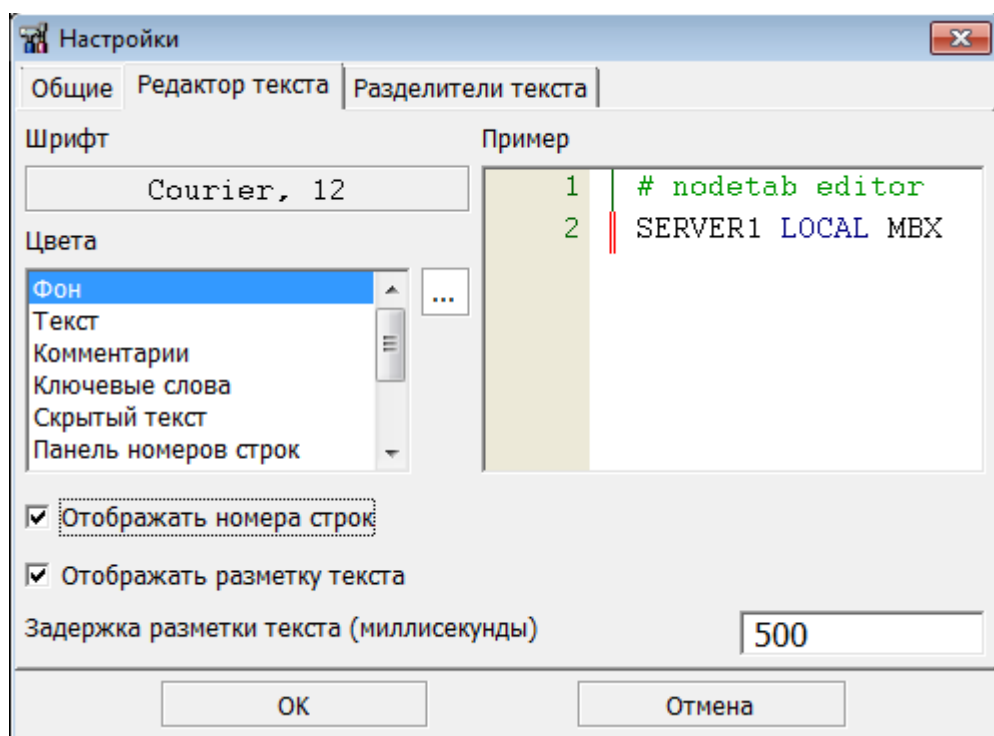 Настройки
Общие Редактор текста Разделители текста
Шрифт
Courier, 12
Цвета
Фон
Текст
Комментарии
Ключевые слова
Скрытый текст
Панель номеров строк
...
Пример
1 # nodetab editor
2 SERVER1 LOCAL MBX
Отображать номера строк
Отображать разметку текста
Задержка разметки текста (миллисекунды) 500
OK Отмена